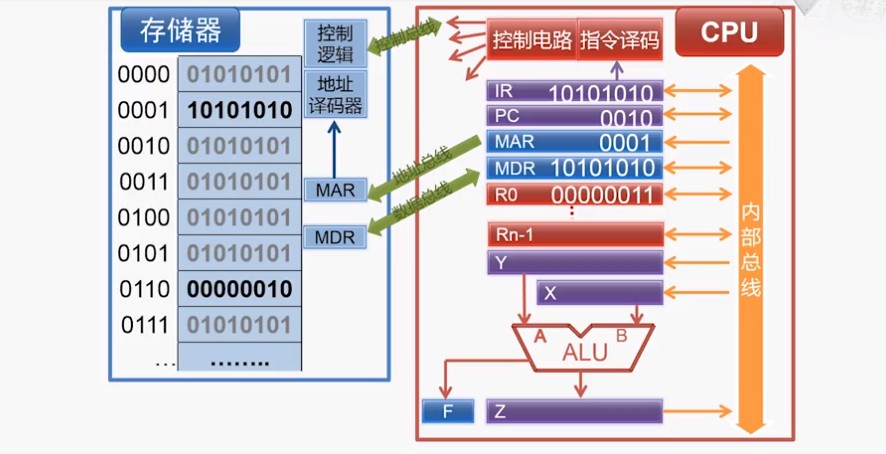 存储器
控制
逻辑
地址
译码器
0000 01010101
0001 10101010
0010 01010101
0011 01010101
0100 01010101
0101 01010101
0110 00000010
0111 01010101
... ........
MAR
MDR
控制总线
地址总线
数据总线
控制电路 指令译码
CPU
IR 10101010
PC 0010
MAR 0001
MDR 10101010
R0 00000011
⋮
Rn-1
Y
X
A B
ALU
F Z
内部总线